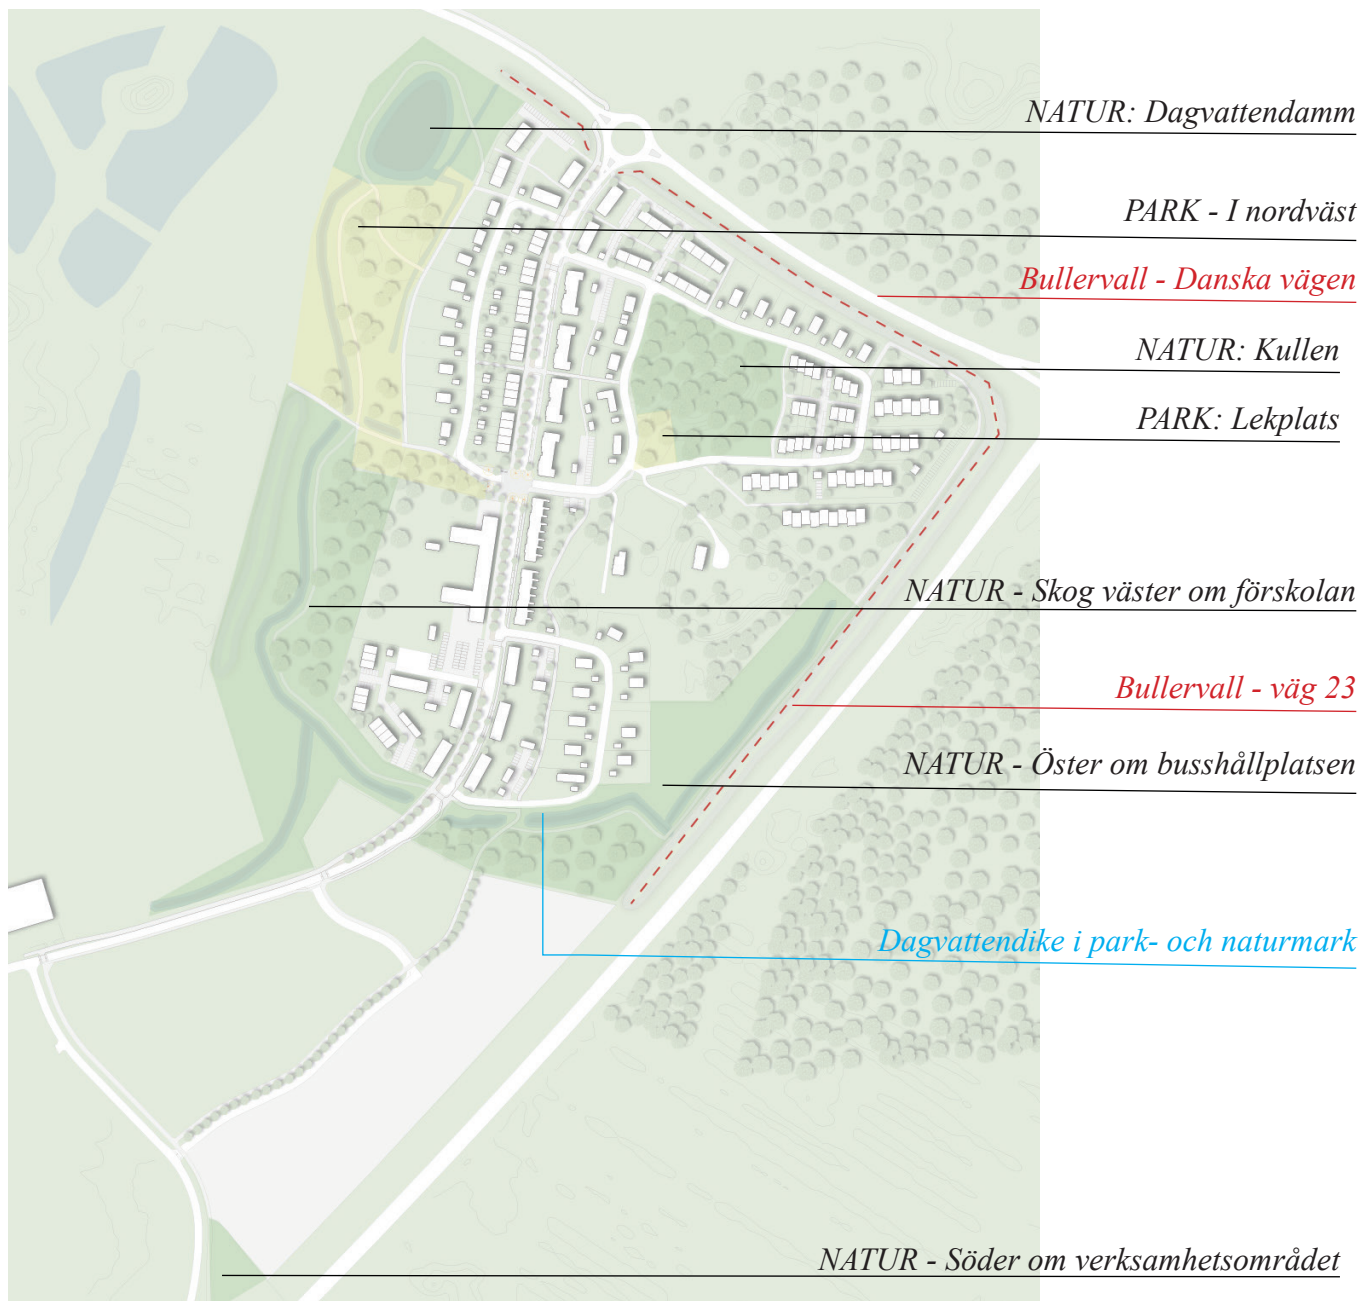 NATUR: Dagvattendamm
PARK - I nordväst
Bullervall - Danska vägen
NATUR: Kullen
PARK: Lekplats
NATUR - Skog väster om förskolan
Bullervall - väg 23
NATUR - Öster om busshållplatsen
Dagvattendike i park- och naturmark
NATUR - Söder om verksamhetsområdet